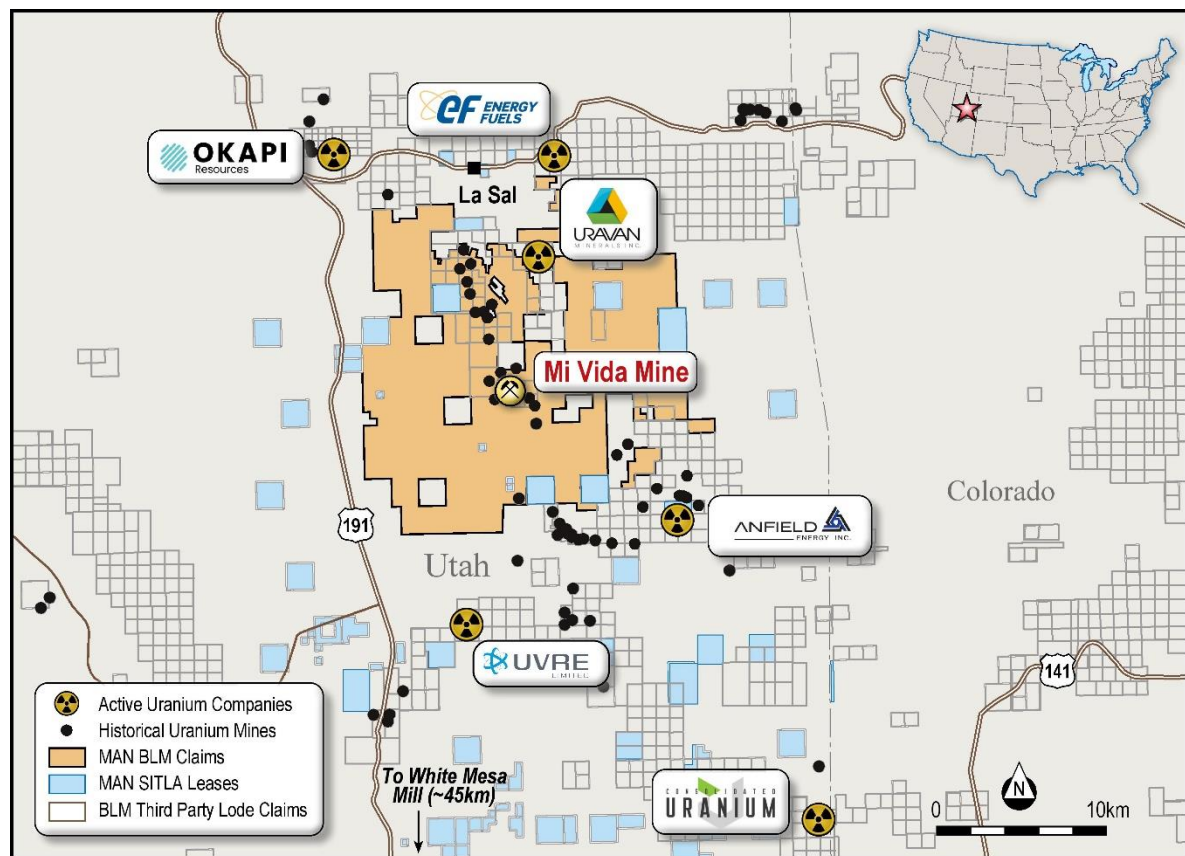 eF ENERGY
FUELS
OKAPI
Resources
La Sal
URAVAN
MINERALS INC.
Mi Vida Mine
Colorado
191
ANFIELD
ENERGY INC.
Utah
UVRE
LIMITED
141
Active Uranium Companies
Historical Uranium Mines
MAN BLM Claims
MAN SITLA Leases
BLM Third Party Lode Claims
To White Mesa
Mill (~45km)
CONSOLIDATED
URANIUM
N
0 10km